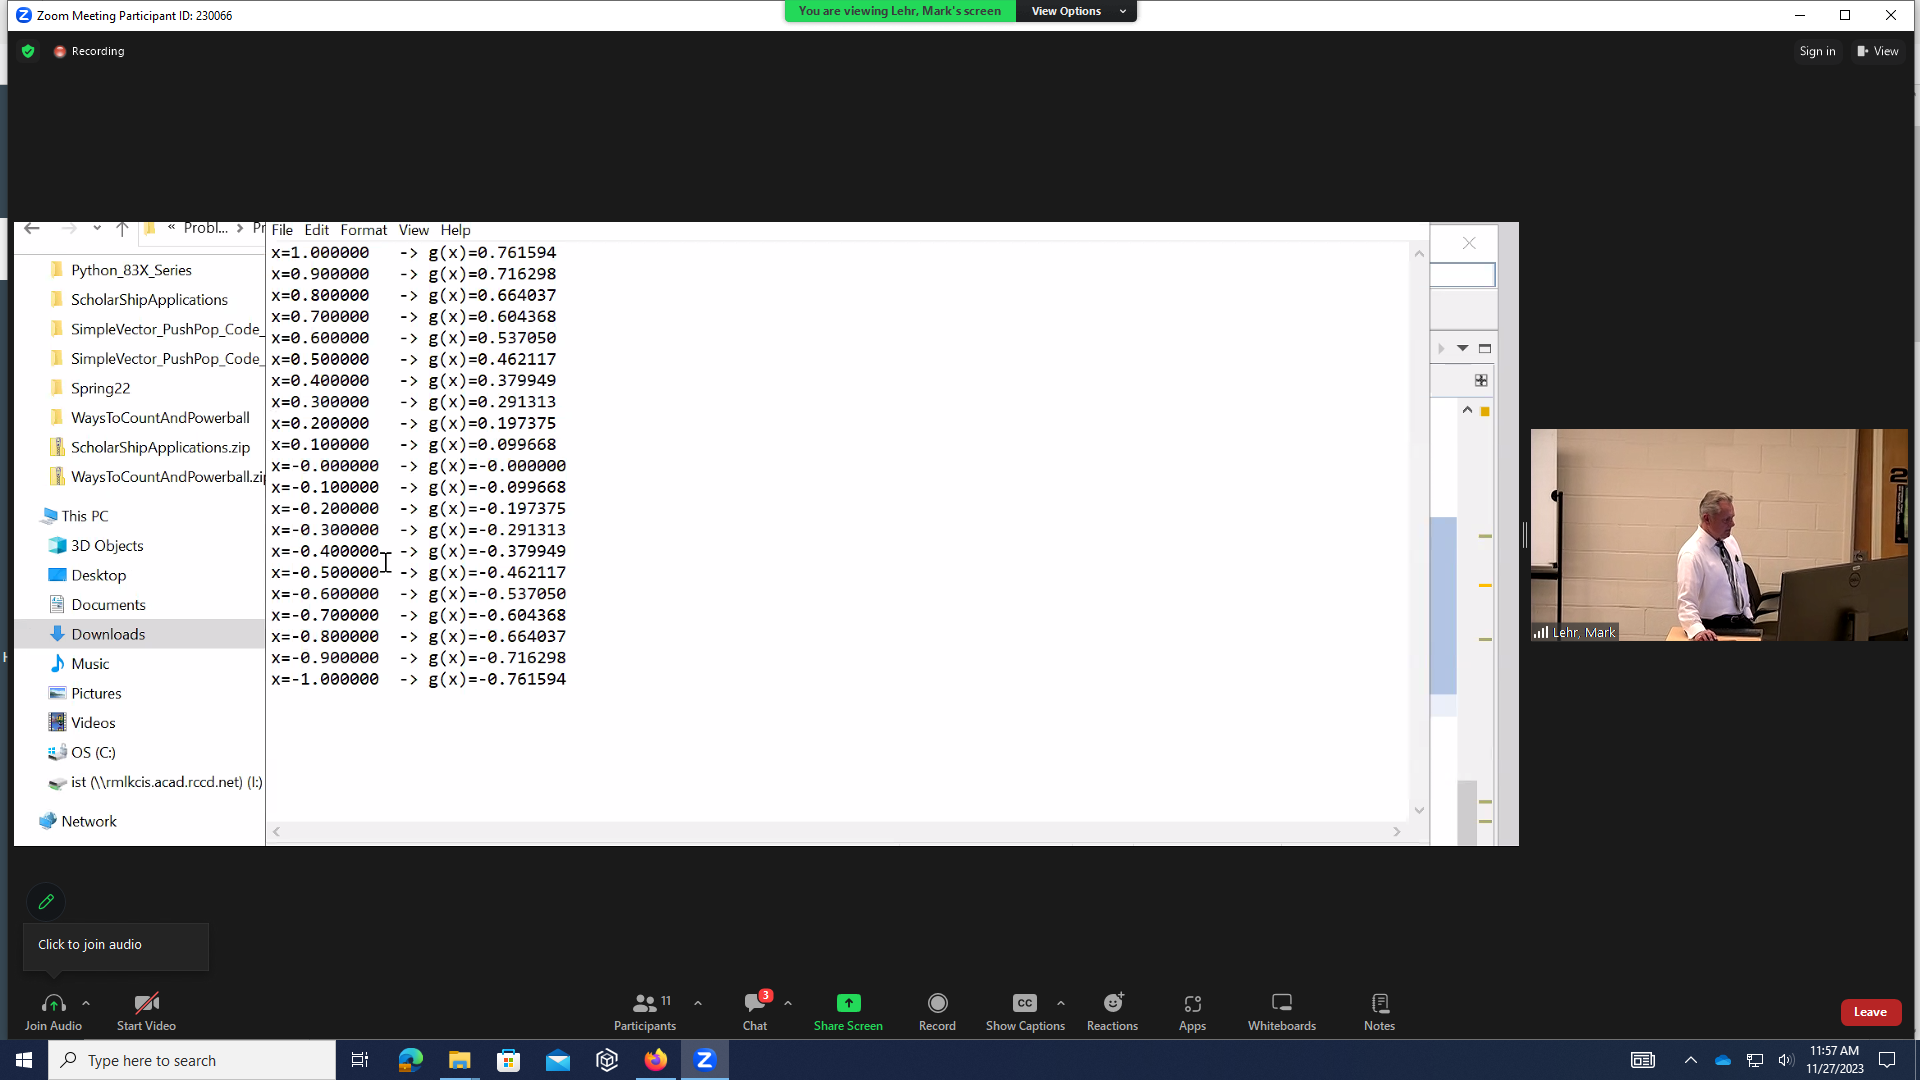 Zoom Meeting Participant ID: 230066
You are viewing Lehr, Mark's screen
View Options
Recording
Sign in
View
« Probl... > Pr
File Edit Format View Help
Python_83X_Series
ScholarShipApplications
SimpleVector_PushPop_Code_
SimpleVector_PushPop_Code_
Spring22
WaysToCountAndPowerball
ScholarShipApplications.zip
WaysToCountAndPowerball.zi
This PC
3D Objects
Desktop
Documents
Downloads
Music
Pictures
Videos
OS (C:)
ist (\\rmlkcis.acad.rccd.net) (I:)
Network
x=1.000000 -> g(x)=0.761594
x=0.900000 -> g(x)=0.716298
x=0.800000 -> g(x)=0.664037
x=0.700000 -> g(x)=0.604368
x=0.600000 -> g(x)=0.537050
x=0.500000 -> g(x)=0.462117
x=0.400000 -> g(x)=0.379949
x=0.300000 -> g(x)=0.291313
x=0.200000 -> g(x)=0.197375
x=0.100000 -> g(x)=0.099668
x=-0.000000 -> g(x)=-0.000000
x=-0.100000 -> g(x)=-0.099668
x=-0.200000 -> g(x)=-0.197375
x=-0.300000 -> g(x)=-0.291313
x=-0.400000 -> g(x)=-0.379949
x=-0.500000 -> g(x)=-0.462117
x=-0.600000 -> g(x)=-0.537050
x=-0.700000 -> g(x)=-0.604368
x=-0.800000 -> g(x)=-0.664037
x=-0.900000 -> g(x)=-0.716298
x=-1.000000 -> g(x)=-0.761594
Lehr, Mark
Click to join audio
Join Audio
Start Video
Participants 11
Chat 3
Share Screen
Record
CC
Show Captions
Reactions
Apps
Whiteboards
Notes
Leave
Type here to search
11:57 AM
11/27/2023